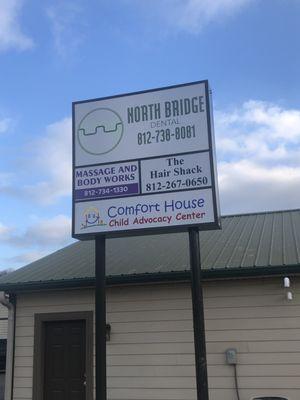 NORTH BRIDGE
DENTAL
812-738-8081
MASSAGE AND
BODY WORKS
812-734-1330
The
Hair Shack
812-267-0650
Comfort House
Child Advocacy Center